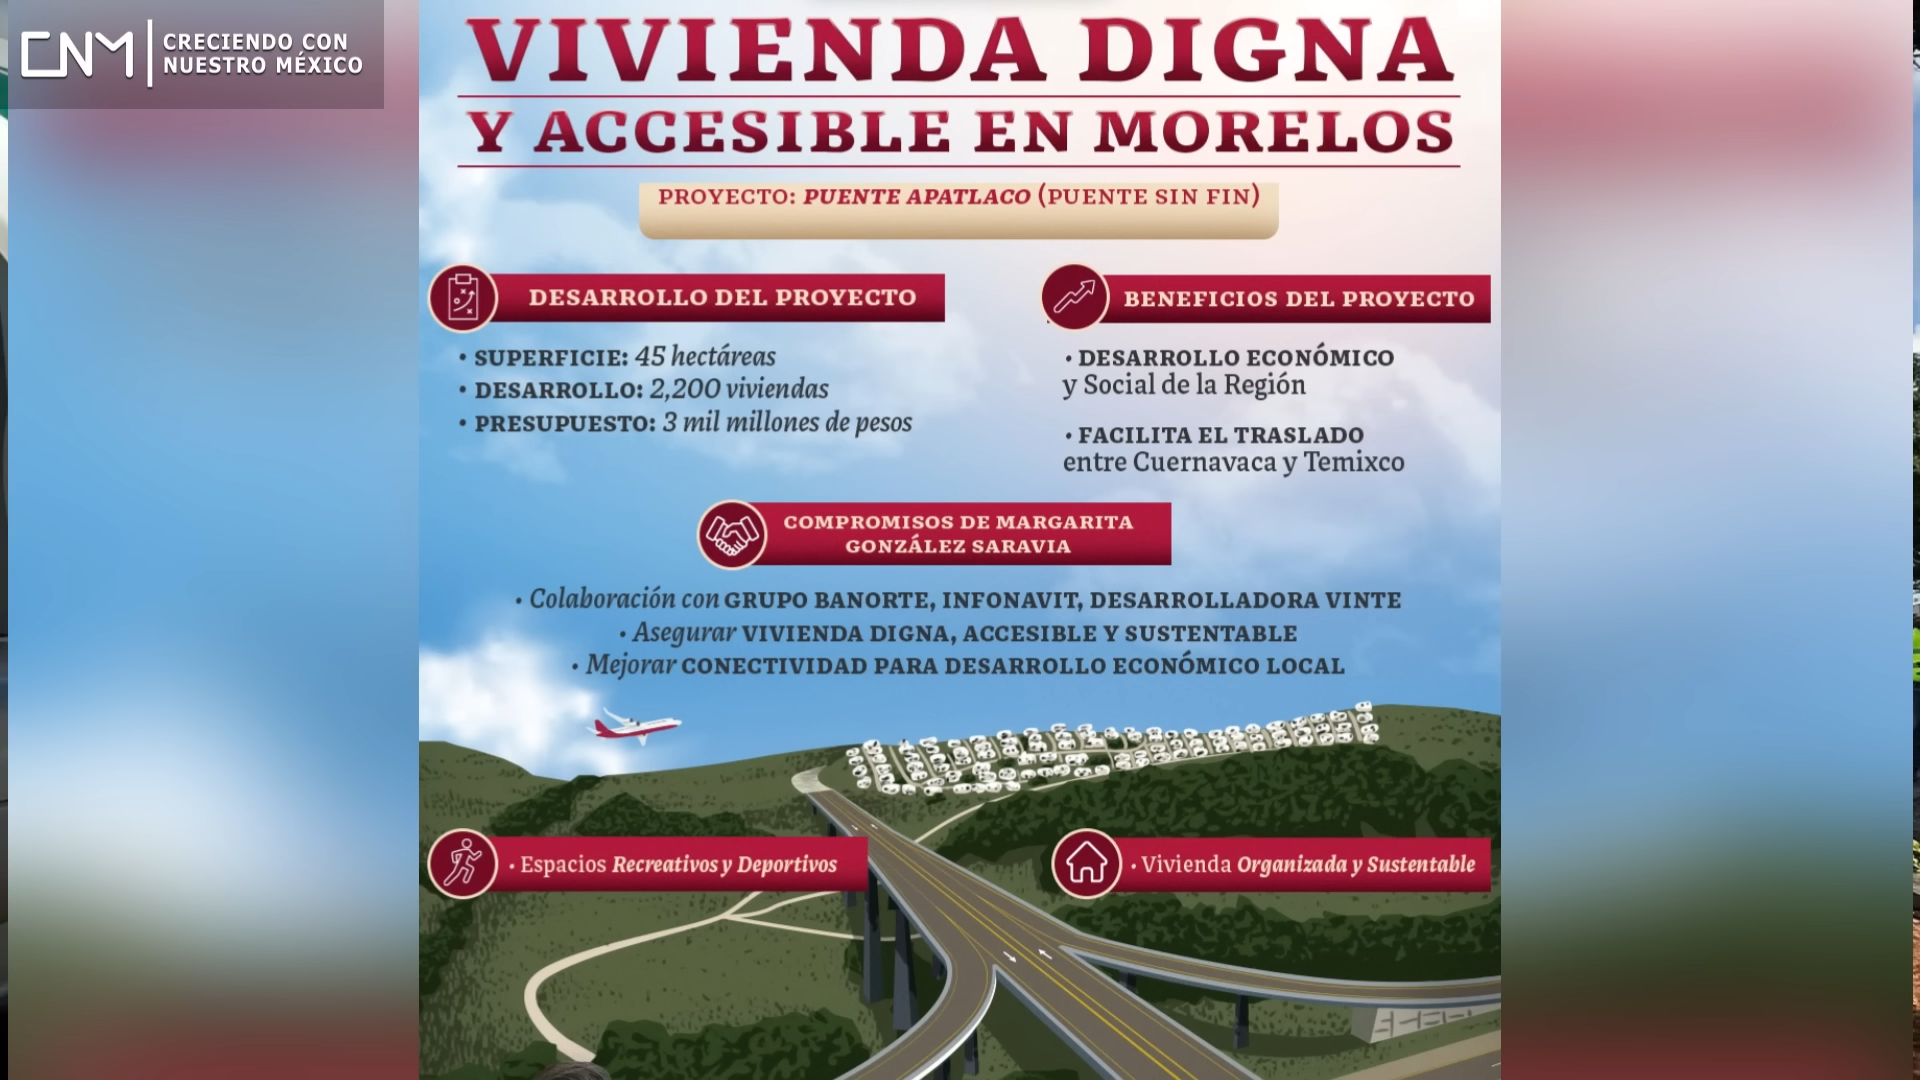 CNM
CRECIENDO CON
NUESTRO MÉXICO
VIVIENDA DIGNA
Y ACCESIBLE EN MORELOS
PROYECTO: PUENTE APATLACO (PUENTE SIN FIN)
DESARROLLO DEL PROYECTO
• SUPERFICIE: 45 hectáreas
• DESARROLLO: 2,200 viviendas
• PRESUPUESTO: 3 mil millones de pesos
BENEFICIOS DEL PROYECTO
• DESARROLLO ECONÓMICO
y Social de la Región
• FACILITA EL TRASLADO
entre Cuernavaca y Temixco
COMPROMISOS DE MARGARITA
GONZÁLEZ SARAVIA
• Colaboración con GRUPO BANORTE, INFONAVIT, DESARROLLADORA VINTE
• Asegurar VIVIENDA DIGNA, ACCESIBLE Y SUSTENTABLE
• Mejorar CONECTIVIDAD PARA DESARROLLO ECONÓMICO LOCAL
• Espacios Recreativos y Deportivos
• Vivienda Organizada y Sustentable